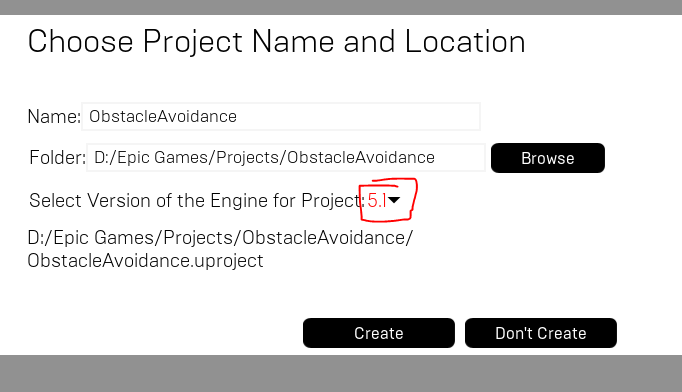 Choose Project Name and Location
Name: ObstacleAvoidance
Folder: D:/Epic Games/Projects/ObstacleAvoidance Browse
Select Version of the Engine for Project: 5.1
D:/Epic Games/Projects/ObstacleAvoidance/
ObstacleAvoidance.uproject
Create Don't Create